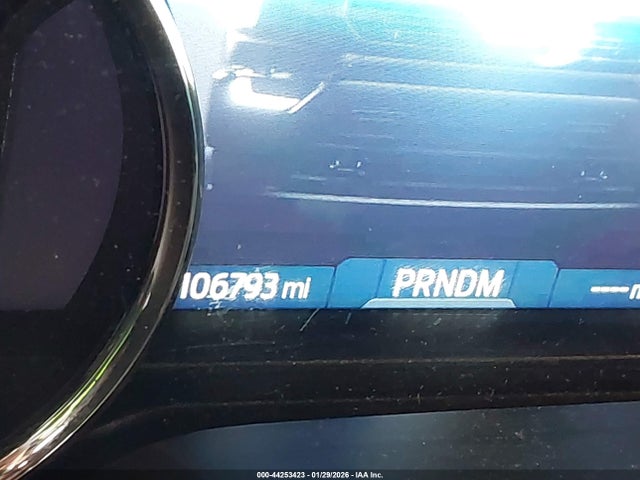 106793 mi PRNDM ----
000-44253423 - 01/29/2026 - IAA Inc.